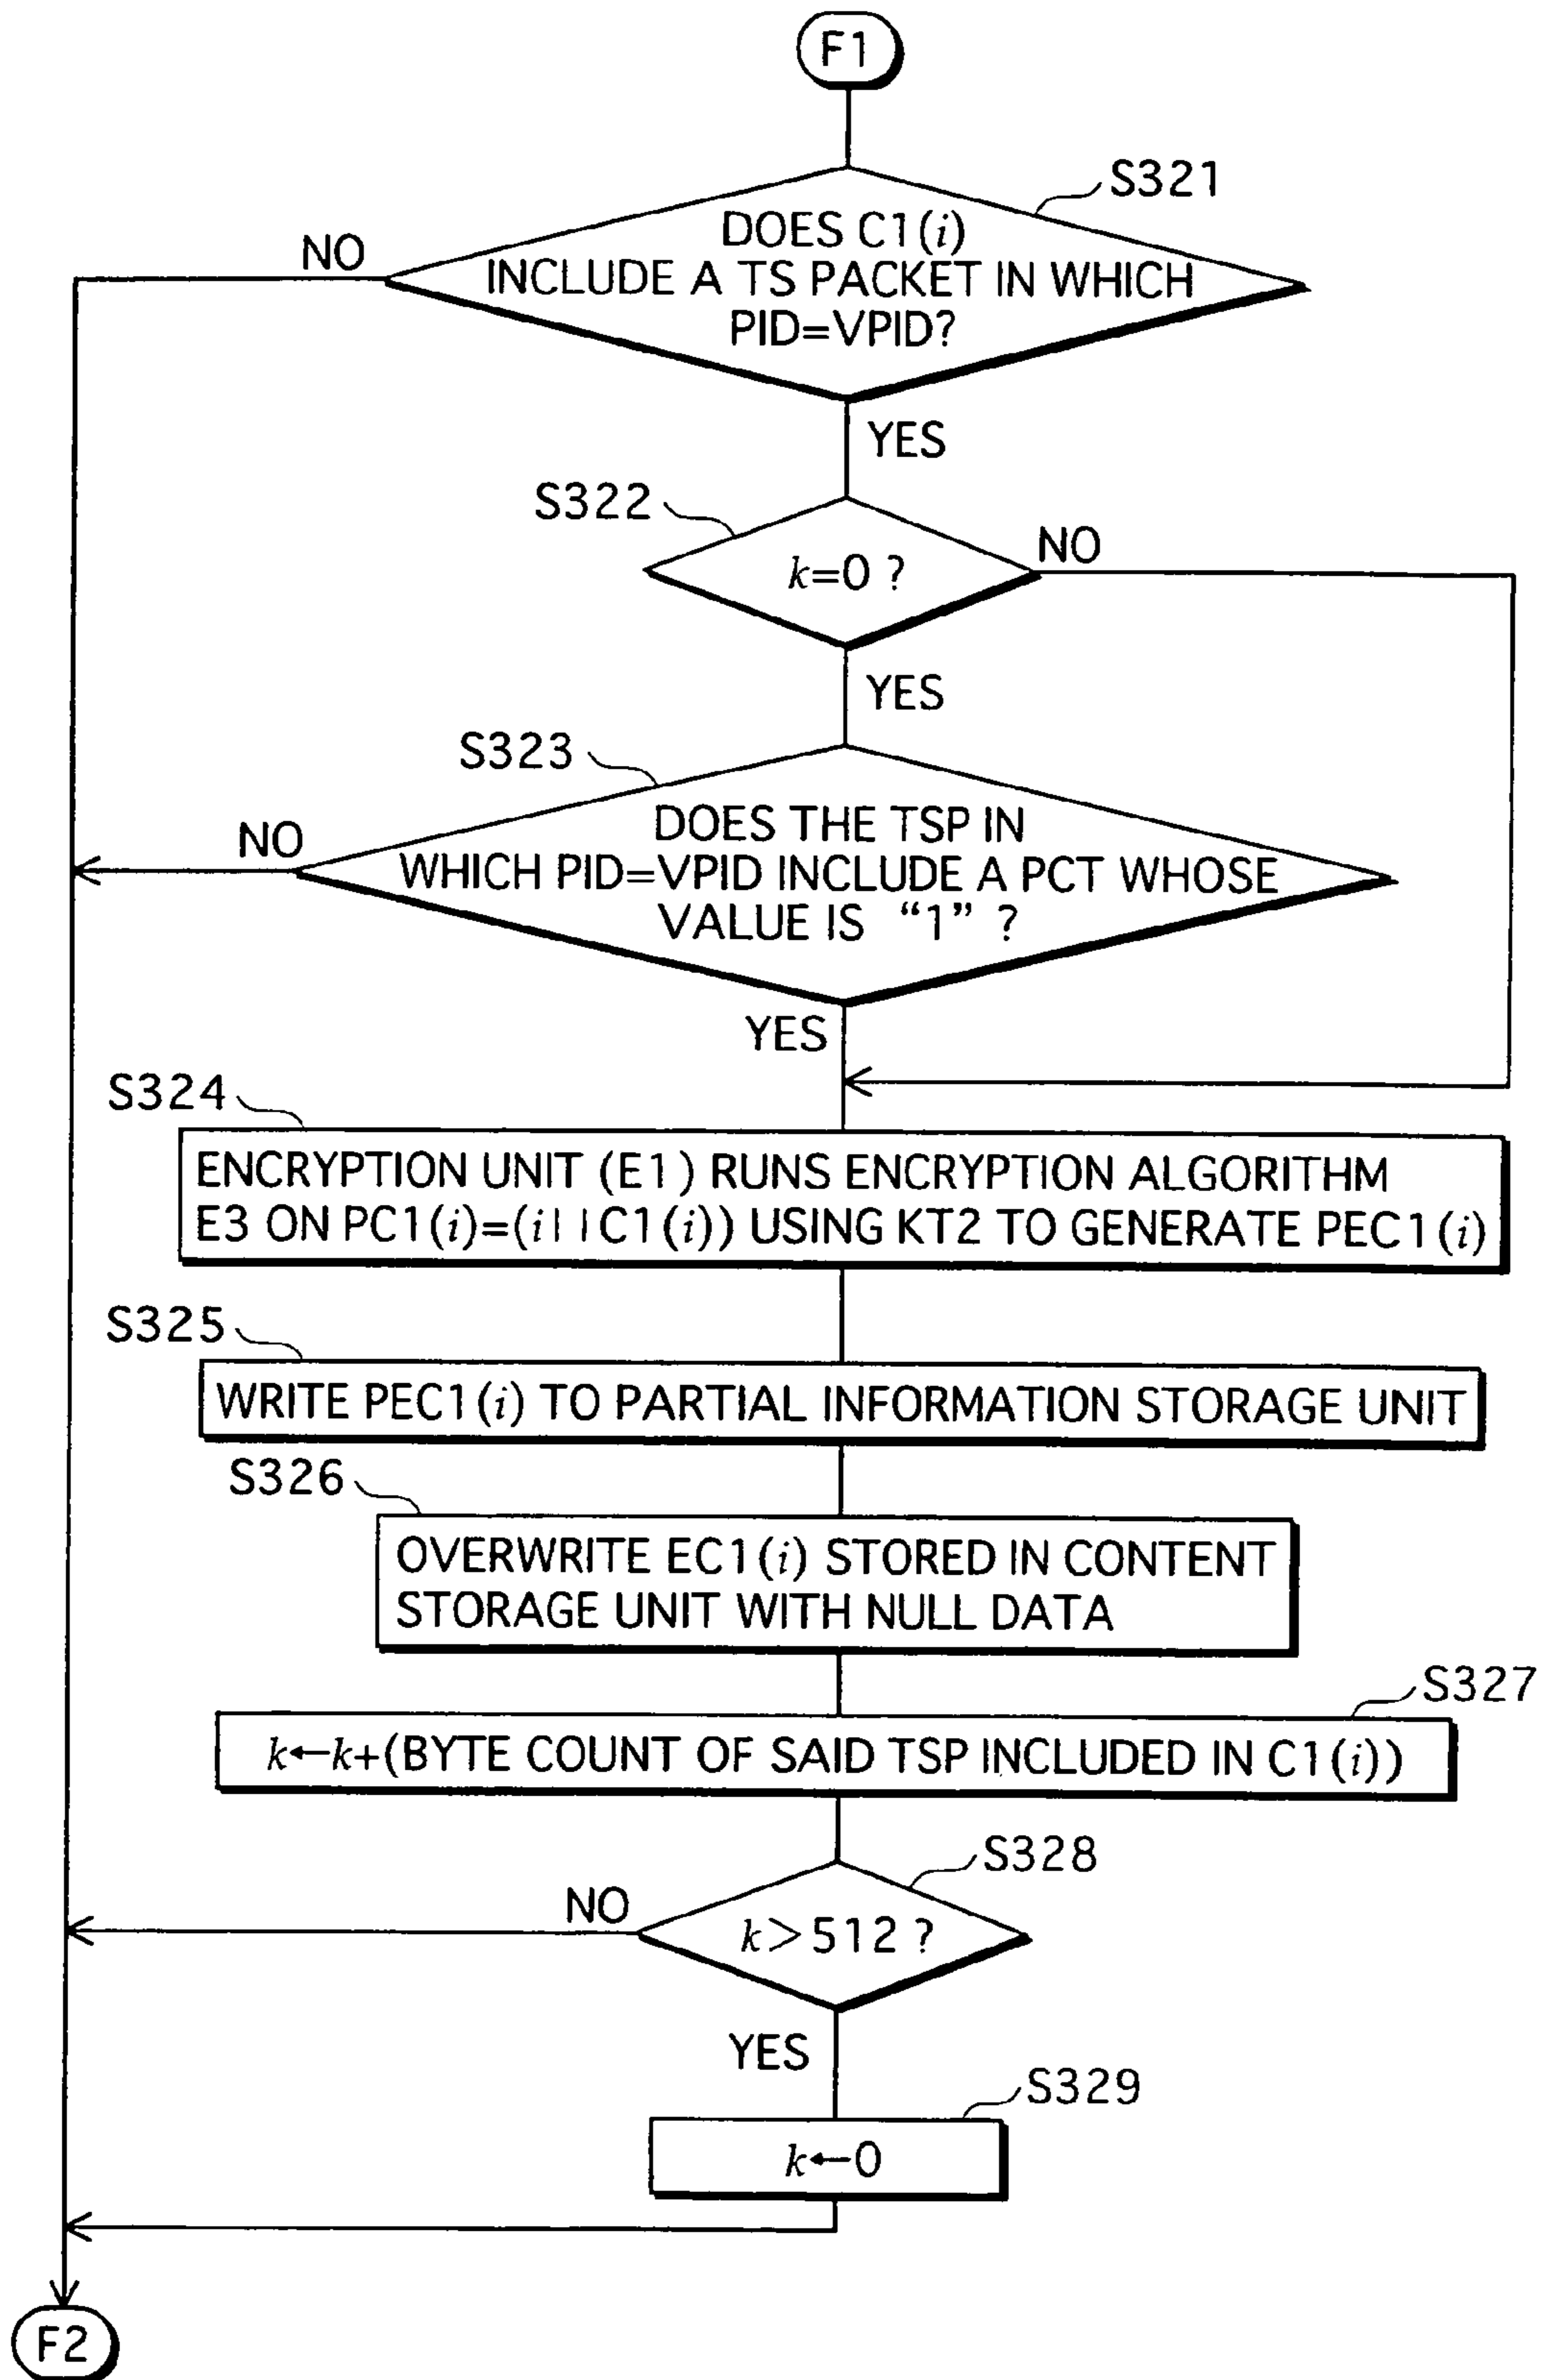 F1
S321
DOES C1(i)
NO
INCLUDE A TS PACKET IN WHICH
PID=VPID?
YES
S322
NO
k=0 ?
YES
S323
DOES THE TSP IN
NO
WHICH PID=VPID INCLUDE A PCT WHOSE
VALUE IS “1” ?
YES
S324
ENCRYPTION UNIT (E1) RUNS ENCRYPTION ALGORITHM
E3 ON PC1(i)=(i||C1(i)) USING KT2 TO GENERATE PEC1(i)
S325
WRITE PEC1(i) TO PARTIAL INFORMATION STORAGE UNIT
S326
OVERWRITE EC1(i) STORED IN CONTENT
STORAGE UNIT WITH NULL DATA
S327
k←k+(BYTE COUNT OF SAID TSP INCLUDED IN C1(i))
S328
NO
k>512 ?
YES
S329
k←0
F2